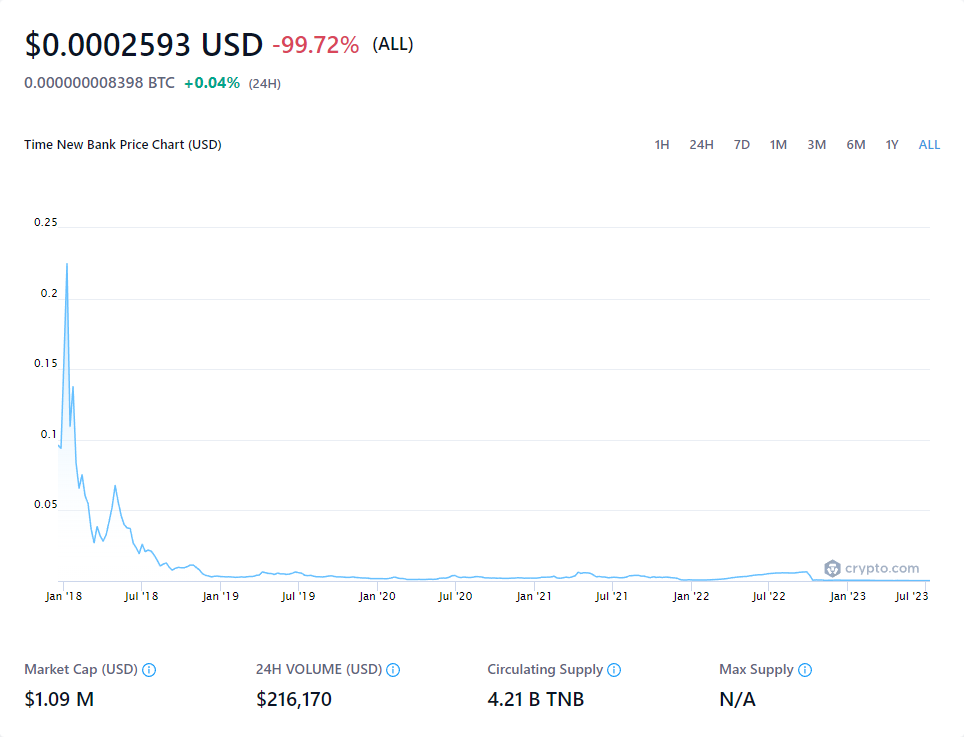 $0.0002593 USD -99.72% (ALL)
0.000000008398 BTC +0.04% (24H)
Time New Bank Price Chart (USD) 1H 24H 7D 1M 3M 6M 1Y ALL
0.25
0.2
0.15
0.1
0.05
crypto.com
Jan '18 Jul '18 Jan '19 Jul '19 Jan '20 Jul '20 Jan '21 Jul '21 Jan '22 Jul '22 Jan '23 Jul '23
Market Cap (USD) 24H VOLUME (USD) Circulating Supply Max Supply
$1.09 M $216,170 4.21 B TNB N/A